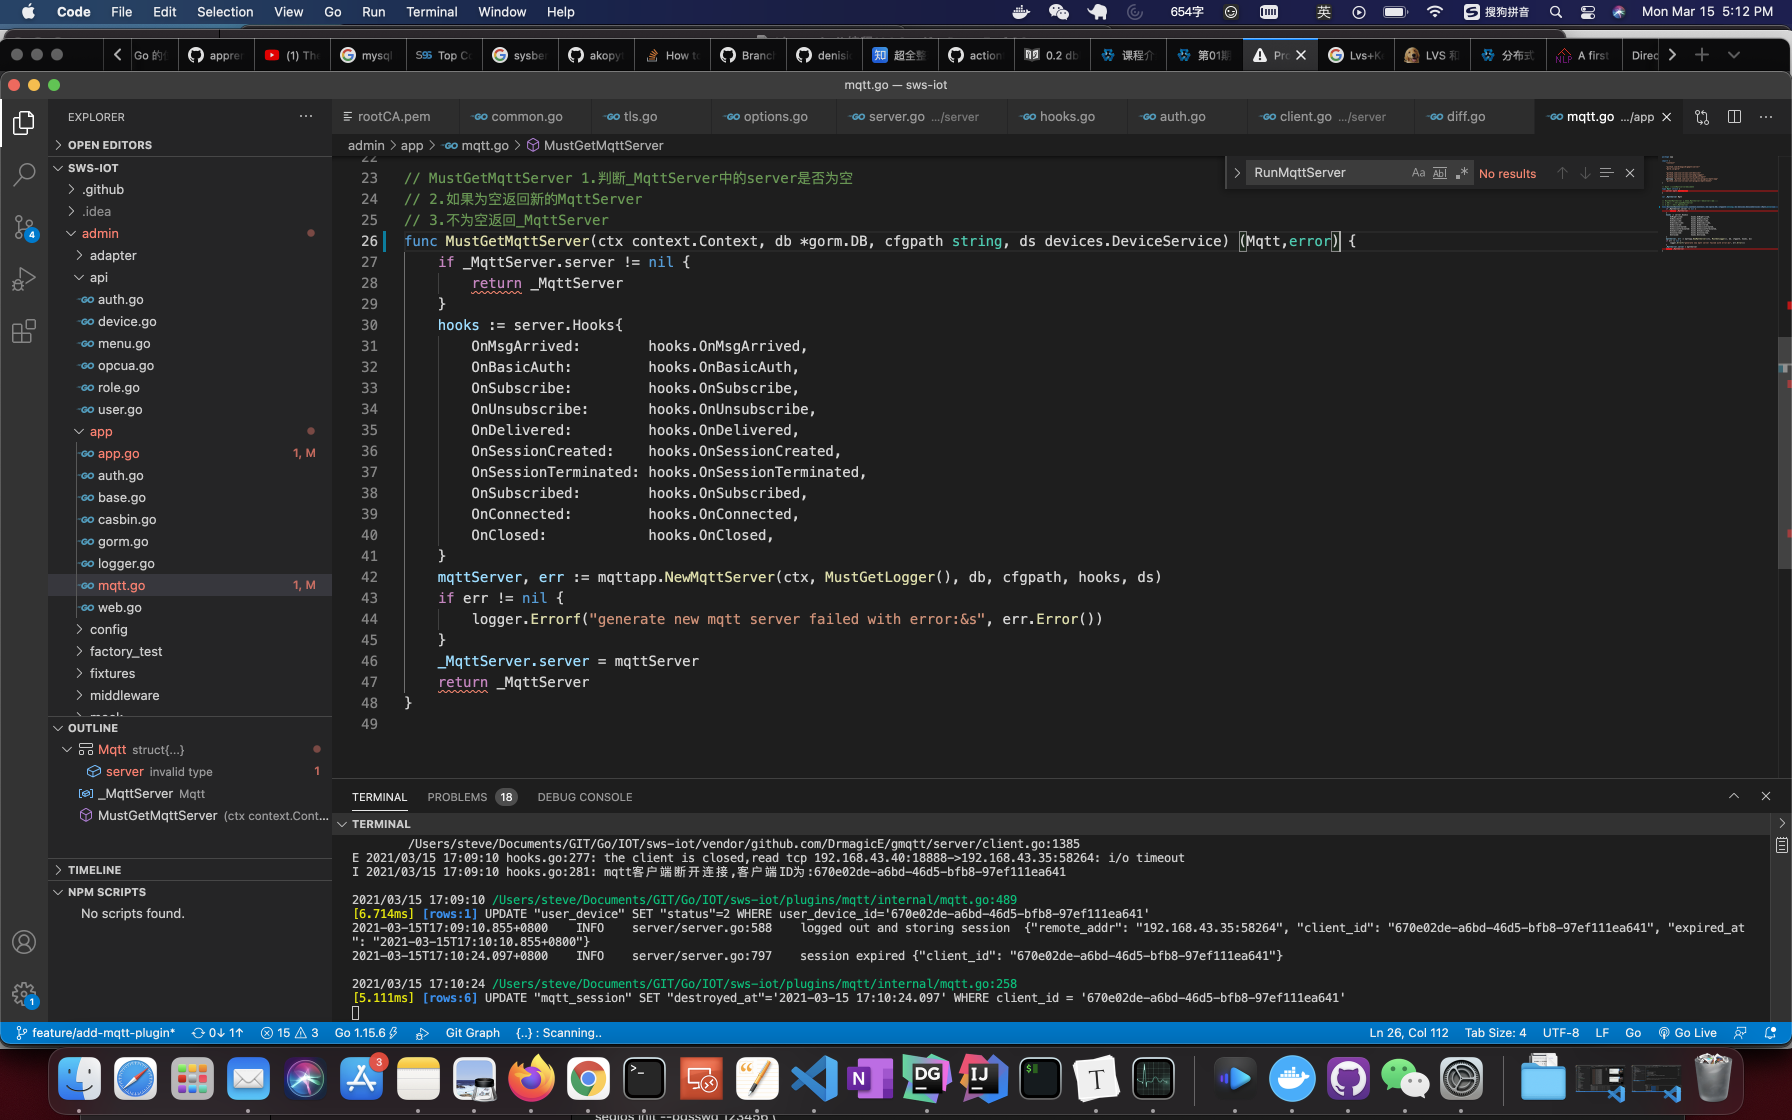 Code File Edit Selection View Go Run Terminal Window Help 654字 英 搜狗拼音 Mon Mar 15 5:12 PM
Go 的 apprer (1) Th mysql S9S Top C sysbe akopy How to Branch denisi 知 超全整 action 0.2 db 课程介 第01期 Pr Lvs+K LVS 和 分布式 A first Direc
mqtt.go — sws-iot
EXPLORER
rootCA.pem common.go tls.go options.go server.go .../server hooks.go auth.go client.go .../server diff.go mqtt.go .../app
OPEN EDITORS
admin > app > mqtt.go > MustGetMqttServer
SWS-IOT
.github
.idea
admin
adapter
api
auth.go
device.go
menu.go
opcua.go
role.go
user.go
app
app.go 1, M
auth.go
base.go
casbin.go
gorm.go
logger.go
mqtt.go 1, M
web.go
config
factory_test
fixtures
middleware
OUTLINE
Mqtt struct{...}
server invalid type 1
_MqttServer Mqtt
MustGetMqttServer (ctx context.Cont...
TIMELINE
NPM SCRIPTS
No scripts found.
4
1
RunMqttServer Aa Ab .* No results
22
23 // MustGetMqttServer 1.判断_MqttServer中的server是否为空
24 // 2.如果为空返回新的MqttServer
25 // 3.不为空返回_MqttServer
26 func MustGetMqttServer(ctx context.Context, db *gorm.DB, cfgpath string, ds devices.DeviceService) (Mqtt,error) {
27 if _MqttServer.server != nil {
28 return _MqttServer
29 }
30 hooks := server.Hooks{
31 OnMsgArrived: hooks.OnMsgArrived,
32 OnBasicAuth: hooks.OnBasicAuth,
33 OnSubscribe: hooks.OnSubscribe,
34 OnUnsubscribe: hooks.OnUnsubscribe,
35 OnDelivered: hooks.OnDelivered,
36 OnSessionCreated: hooks.OnSessionCreated,
37 OnSessionTerminated: hooks.OnSessionTerminated,
38 OnSubscribed: hooks.OnSubscribed,
39 OnConnected: hooks.OnConnected,
40 OnClosed: hooks.OnClosed,
41 }
42 mqttServer, err := mqttapp.NewMqttServer(ctx, MustGetLogger(), db, cfgpath, hooks, ds)
43 if err != nil {
44 logger.Errorf("generate new mqtt server failed with error:&s", err.Error())
45 }
46 _MqttServer.server = mqttServer
47 return _MqttServer
48 }
49
TERMINAL PROBLEMS 18 DEBUG CONSOLE
TERMINAL
/Users/steve/Documents/GIT/Go/IOT/sws-iot/vendor/github.com/DrmagicE/gmqtt/server/client.go:1385
E 2021/03/15 17:09:10 hooks.go:277: the client is closed,read tcp 192.168.43.40:18888->192.168.43.35:58264: i/o timeout
I 2021/03/15 17:09:10 hooks.go:281: mqtt客户端断开连接,客户端ID为:670e02de-a6bd-46d5-bfb8-97ef111ea641
2021/03/15 17:09:10 /Users/steve/Documents/GIT/Go/IOT/sws-iot/plugins/mqtt/internal/mqtt.go:489
[6.714ms] [rows:1] UPDATE "user_device" SET "status"=2 WHERE user_device_id='670e02de-a6bd-46d5-bfb8-97ef111ea641'
2021-03-15T17:09:10.855+0800 INFO server/server.go:588 logged out and storing session {"remote_addr": "192.168.43.35:58264", "client_id": "670e02de-a6bd-46d5-bfb8-97ef111ea641", "expired_at
": "2021-03-15T17:10:10.855+0800"}
2021-03-15T17:10:24.097+0800 INFO server/server.go:797 session expired {"client_id": "670e02de-a6bd-46d5-bfb8-97ef111ea641"}
2021/03/15 17:10:24 /Users/steve/Documents/GIT/Go/IOT/sws-iot/plugins/mqtt/internal/mqtt.go:258
[5.111ms] [rows:6] UPDATE "mqtt_session" SET "destroyed_at"='2021-03-15 17:10:24.097' WHERE client_id = '670e02de-a6bd-46d5-bfb8-97ef111ea641'
feature/add-mqtt-plugin* 0↓ 1↑ 15 3 Go 1.15.6 Git Graph {..} : Scanning.. Ln 26, Col 112 Tab Size: 4 UTF-8 LF Go Go Live
3 N DG IJ T